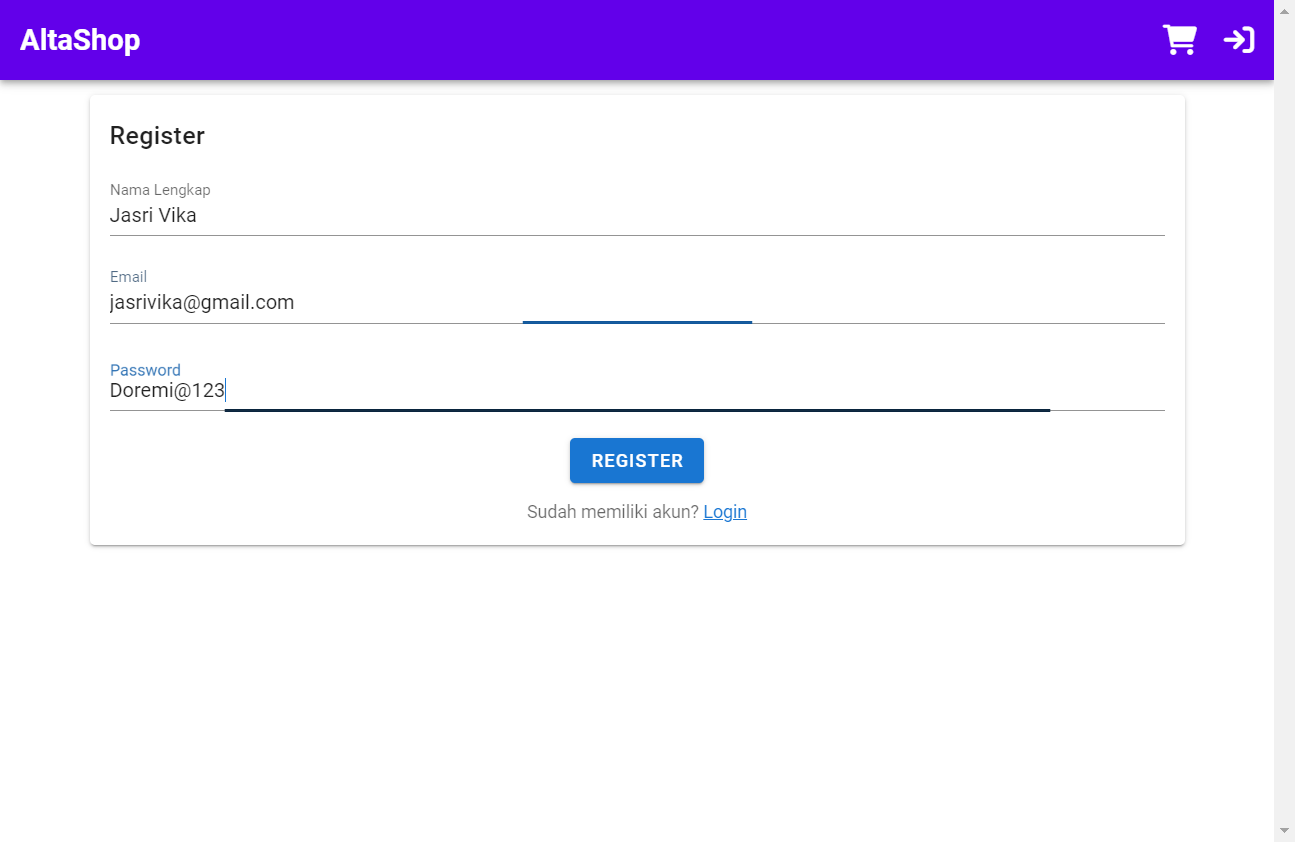 AltaShop
Register
Nama Lengkap
Jasri Vika
Email
jasrivika@gmail.com
Password
Doremi@123
REGISTER
Sudah memiliki akun? Login